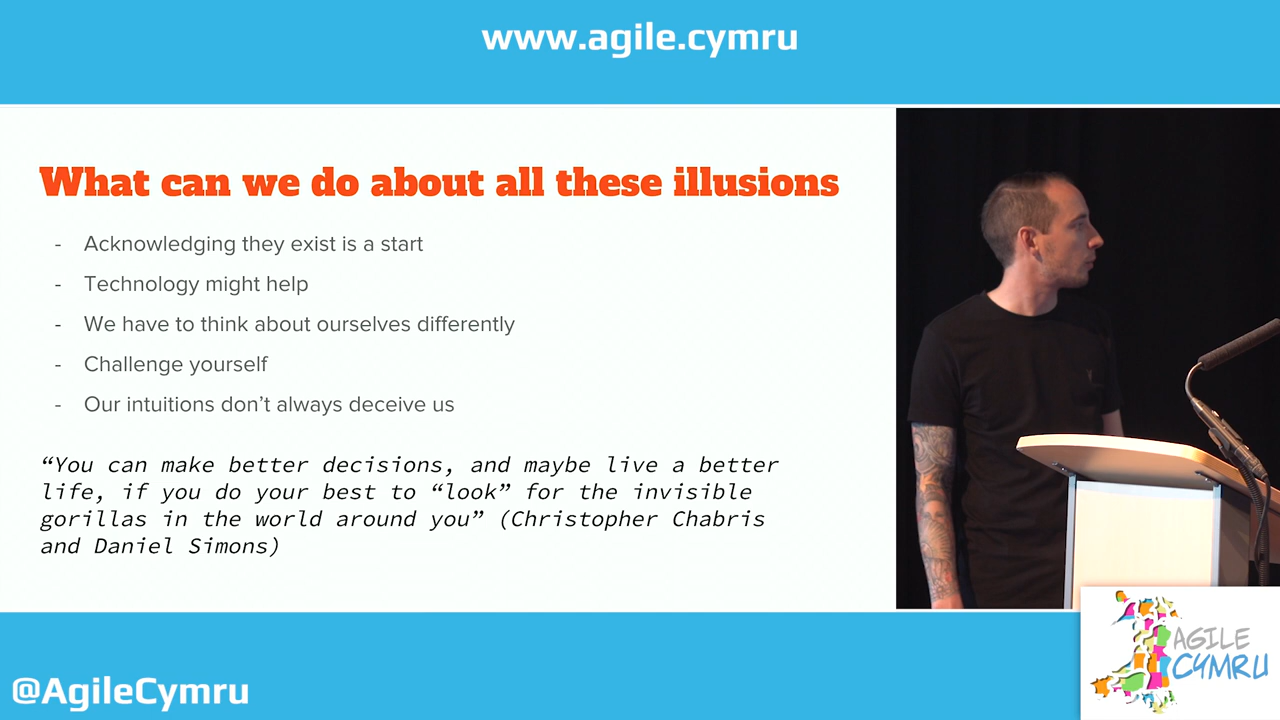 www.agile.cymru
What can we do about all these illusions
- Acknowledging they exist is a start
- Technology might help
- We have to think about ourselves differently
- Challenge yourself
- Our intuitions don’t always deceive us
“You can make better decisions, and maybe live a better
life, if you do your best to “look” for the invisible
gorillas in the world around you” (Christopher Chabris
and Daniel Simons)
@AgileCymru
AGILE
CYMRU